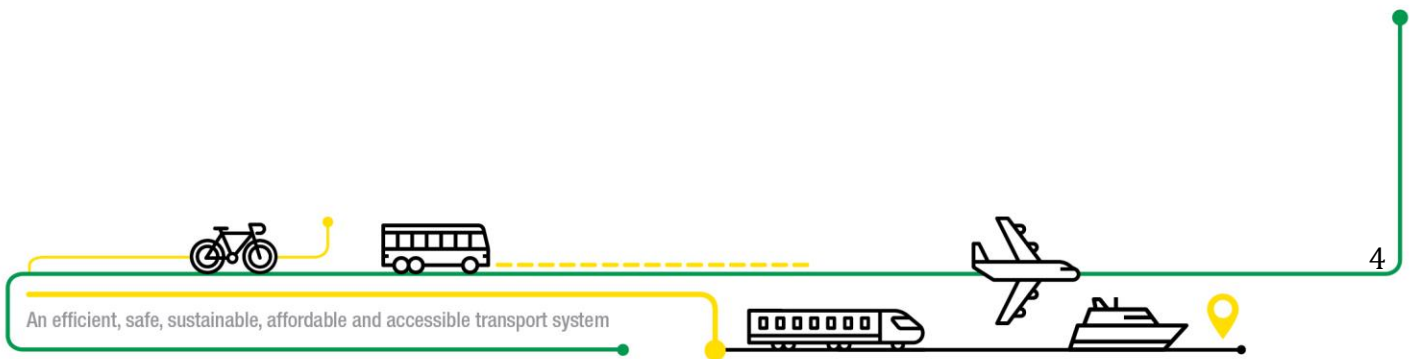 4
An efficient, safe, sustainable, affordable and accessible transport system